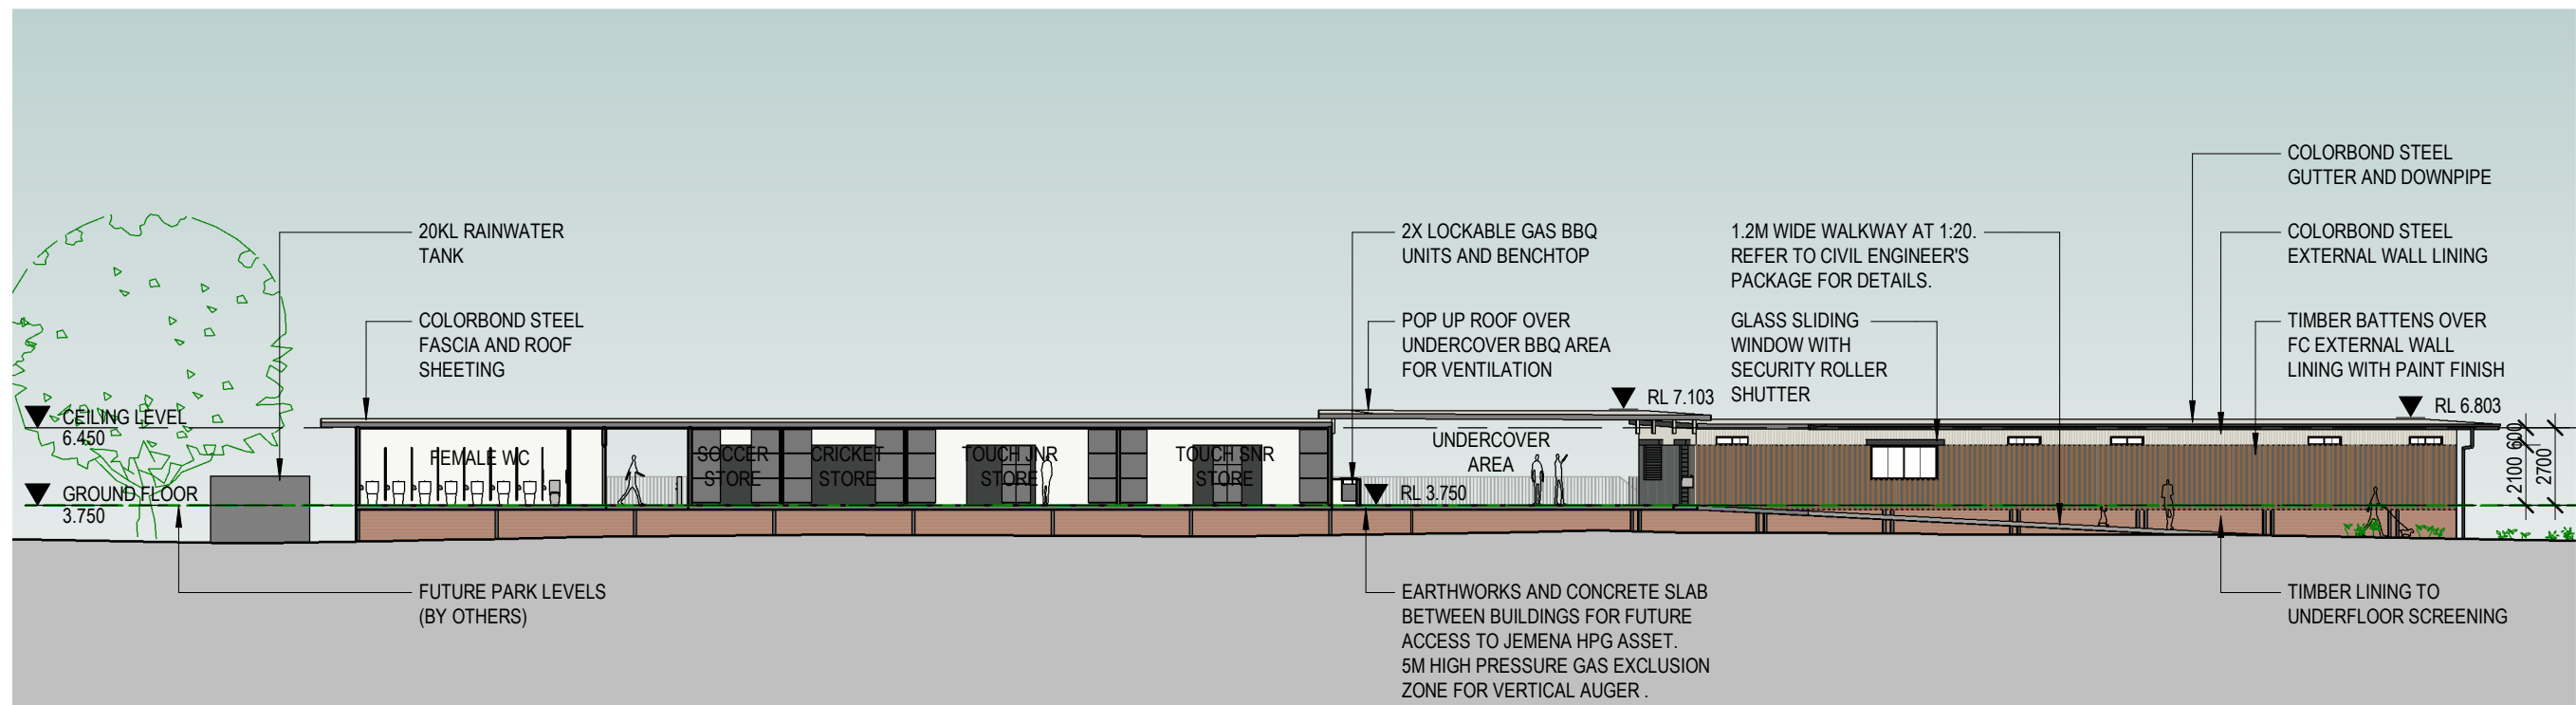 COLORBOND STEEL
GUTTER AND DOWNPIPE
20KL RAINWATER
TANK
2X LOCKABLE GAS BBQ
UNITS AND BENCHTOP
1.2M WIDE WALKWAY AT 1:20.
REFER TO CIVIL ENGINEER'S
PACKAGE FOR DETAILS.
COLORBOND STEEL
EXTERNAL WALL LINING
COLORBOND STEEL
FASCIA AND ROOF
SHEETING
POP UP ROOF OVER
UNDERCOVER BBQ AREA
FOR VENTILATION
GLASS SLIDING
WINDOW WITH
SECURITY ROLLER
SHUTTER
TIMBER BATTENS OVER
FC EXTERNAL WALL
LINING WITH PAINT FINISH
RL 7.103
RL 6.803
CEILING LEVEL
6.450
FEMALE WC
SOCCER
STORE
CRICKET
STORE
TOUCH JNR
STORE
TOUCH SNR
STORE
UNDERCOVER
AREA
600
2100
2700
GROUND FLOOR
3.750
RL 3.750
FUTURE PARK LEVELS
(BY OTHERS)
EARTHWORKS AND CONCRETE SLAB
BETWEEN BUILDINGS FOR FUTURE
ACCESS TO JEMENA HPG ASSET.
5M HIGH PRESSURE GAS EXCLUSION
ZONE FOR VERTICAL AUGER .
TIMBER LINING TO
UNDERFLOOR SCREENING